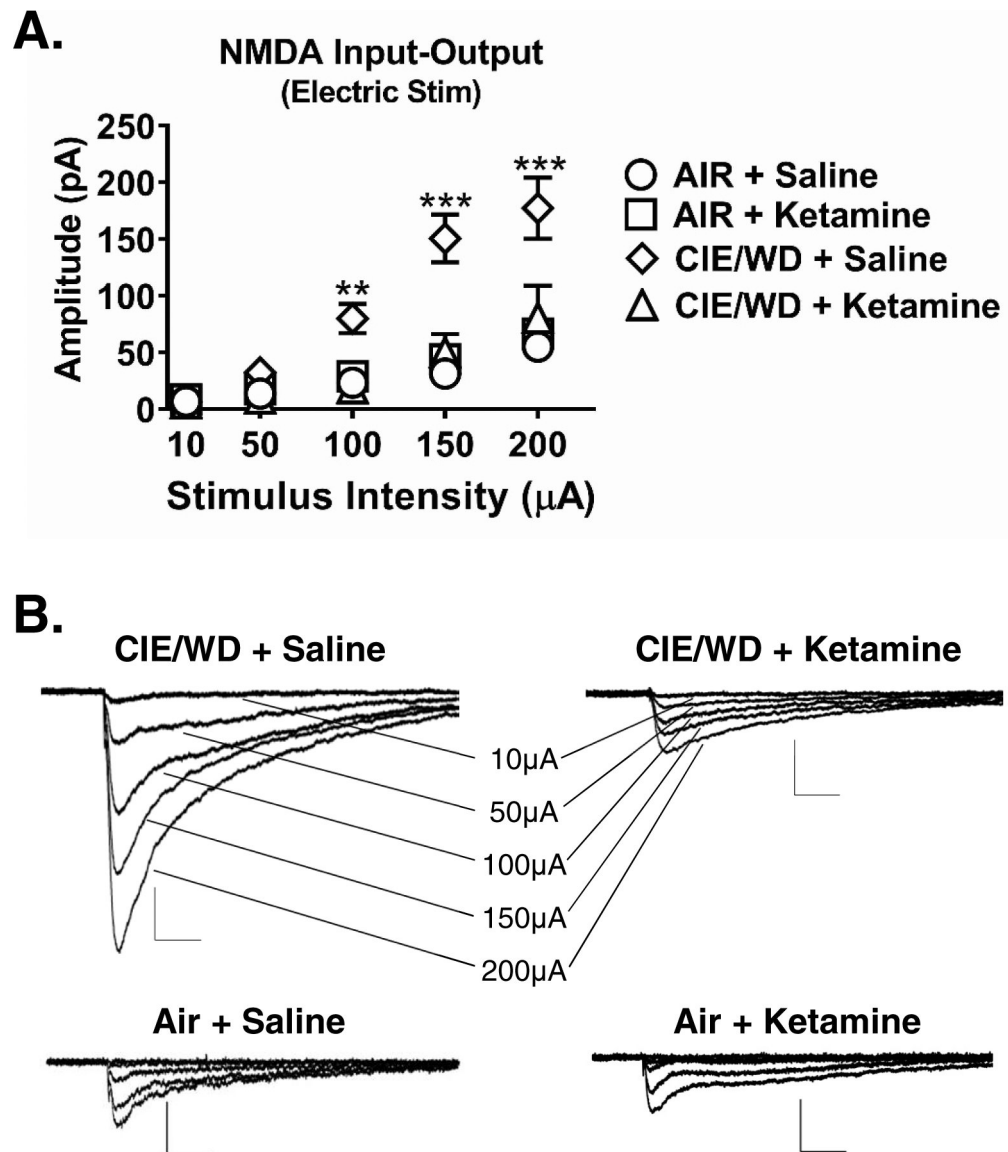 A.
NMDA Input-Output
(Electric Stim)
250
200
150
100
50
0
Amplitude (pA)
***
***
**
10 50 100 150 200
Stimulus Intensity (μA)
AIR + Saline
AIR + Ketamine
CIE/WD + Saline
CIE/WD + Ketamine
B.
CIE/WD + Saline
CIE/WD + Ketamine
10μA
50μA
100μA
150μA
200μA
Air + Saline
Air + Ketamine